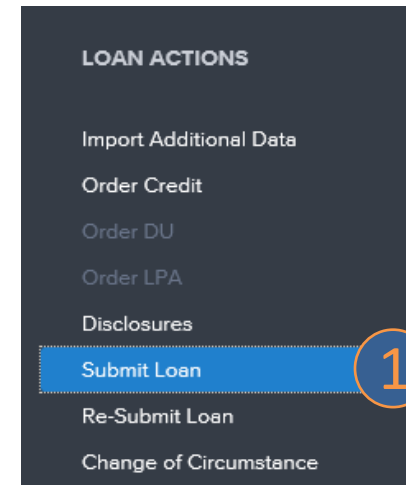 LOAN ACTIONS
Import Additional Data
Order Credit
Order DU
Order LPA
Disclosures
Submit Loan 1
Re-Submit Loan
Change of Circumstance